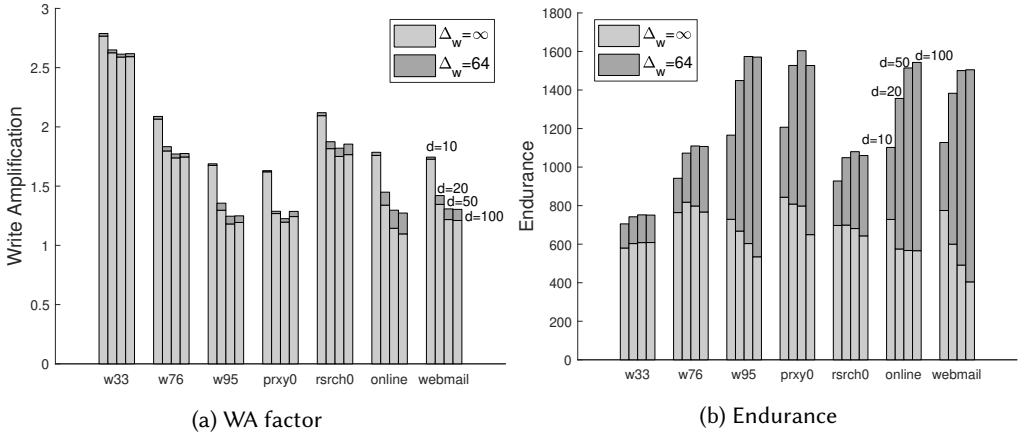 3
2.5
2
1.5
1
0.5
0
Write Amplification
Δw=∞
Δw=64
d=10
d=20
d=50
d=100
w33 w76 w95 prxy0 rsrch0 online webmail
(a) WA factor
1800
1600
1400
1200
1000
800
600
400
200
0
Endurance
Δw=∞
Δw=64
d=100
d=50
d=20
d=10
w33 w76 w95 prxy0 rsrch0 online webmail
(b) Endurance